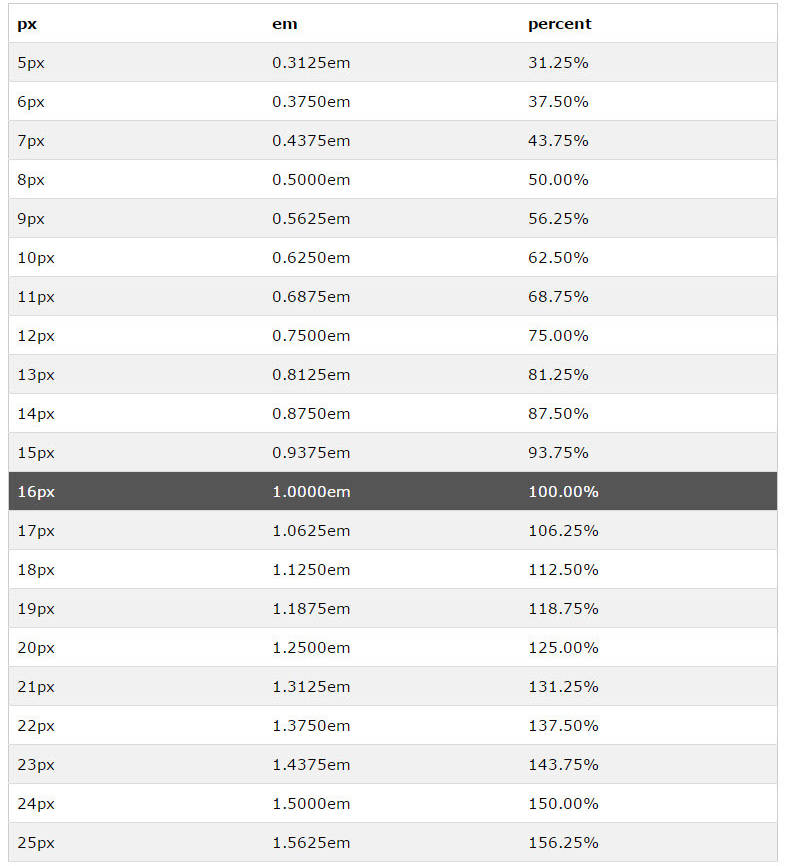 px em percent
5px 0.3125em 31.25%
6px 0.3750em 37.50%
7px 0.4375em 43.75%
8px 0.5000em 50.00%
9px 0.5625em 56.25%
10px 0.6250em 62.50%
11px 0.6875em 68.75%
12px 0.7500em 75.00%
13px 0.8125em 81.25%
14px 0.8750em 87.50%
15px 0.9375em 93.75%
16px 1.0000em 100.00%
17px 1.0625em 106.25%
18px 1.1250em 112.50%
19px 1.1875em 118.75%
20px 1.2500em 125.00%
21px 1.3125em 131.25%
22px 1.3750em 137.50%
23px 1.4375em 143.75%
24px 1.5000em 150.00%
25px 1.5625em 156.25%